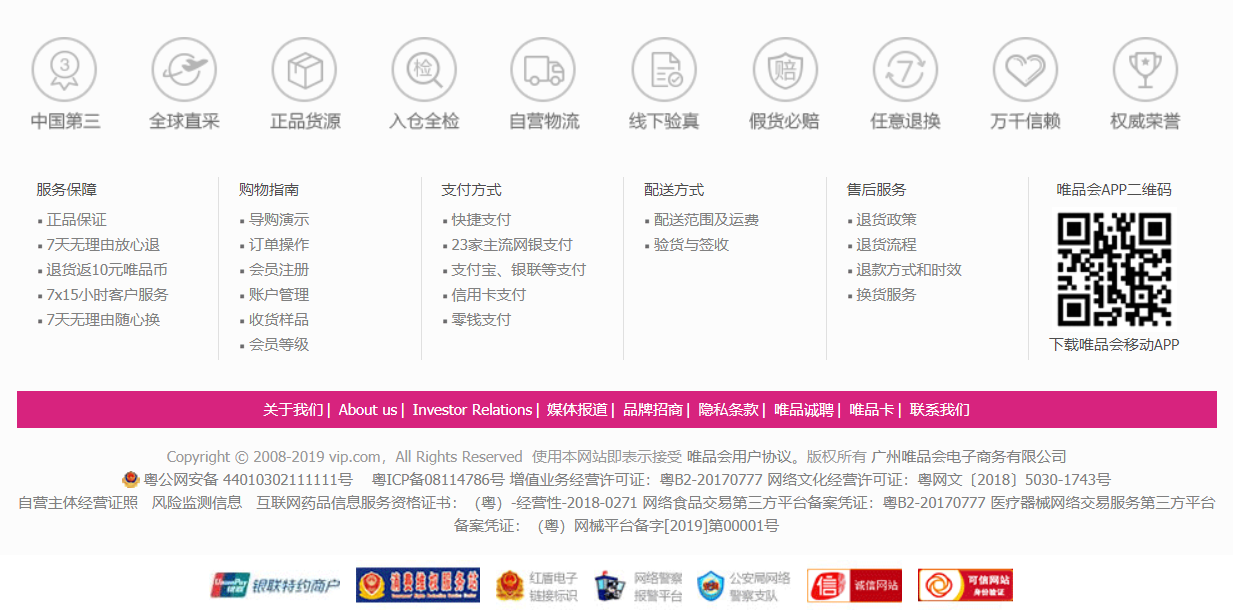 3 检 赔 7
中国第三 全球直采 正品货源 入仓全检 自营物流 线下验真 假货必赔 任意退换 万千信赖 权威荣誉
服务保障
正品保证
7天无理由放心退
退货返10元唯品币
7x15小时客户服务
7天无理由随心换
购物指南
导购演示
订单操作
会员注册
账户管理
收货样品
会员等级
支付方式
快捷支付
23家主流网银支付
支付宝、银联等支付
信用卡支付
零钱支付
配送方式
配送范围及运费
验货与签收
售后服务
退货政策
退货流程
退款方式和时效
换货服务
唯品会APP二维码
下载唯品会移动APP
关于我们 | About us | Investor Relations | 媒体报道 | 品牌招商 | 隐私条款 | 唯品诚聘 | 唯品卡 | 联系我们
Copyright © 2008-2019 vip.com，All Rights Reserved 使用本网站即表示接受 唯品会用户协议。版权所有 广州唯品会电子商务有限公司
粤公网安备 44010302111111号 粤ICP备08114786号 增值业务经营许可证：粤B2-20170777 网络文化经营许可证：粤网文〔2018〕5030-1743号
自营主体经营证照 风险监测信息 互联网药品信息服务资格证书：（粤）-经营性-2018-0271 网络食品交易第三方平台备案凭证：粤B2-20170777 医疗器械网络交易服务第三方平台
备案凭证：（粤）网械平台备字[2019]第00001号
UnionPay 银联 银联特约商户
消费维权服务站
红盾电子
链接标识
网络警察
报警平台
公安局网络
警察支队
信 诚信网站
可信网站
身份验证